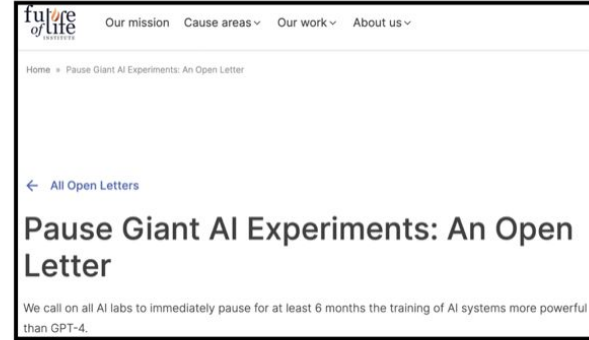 future
of life
INSTITUTE
Our mission Cause areas Our work About us
Home » Pause Giant AI Experiments: An Open Letter
← All Open Letters
Pause Giant AI Experiments: An Open
Letter
We call on all AI labs to immediately pause for at least 6 months the training of AI systems more powerful
than GPT-4.